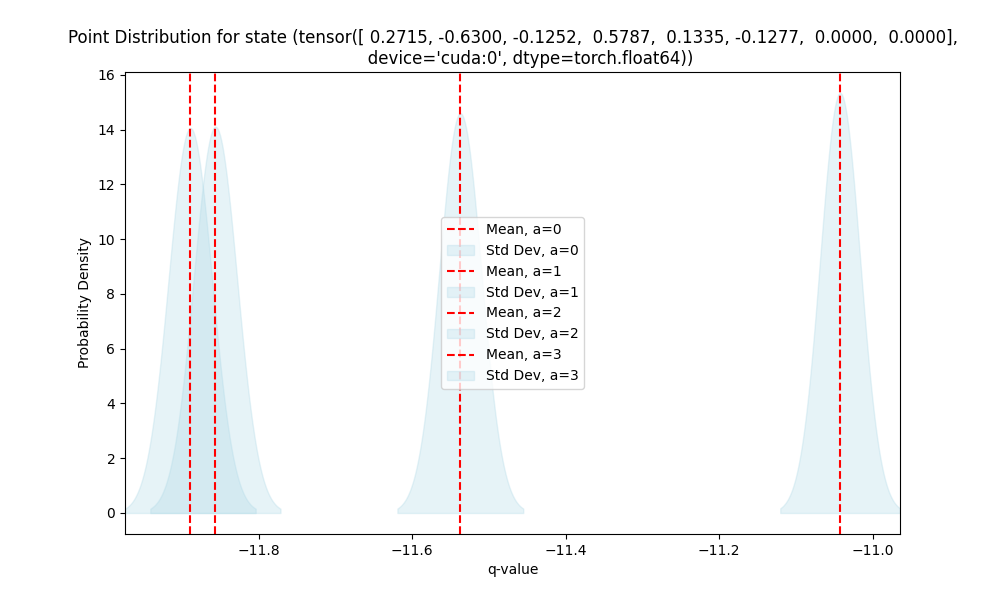 Point Distribution for state (tensor([ 0.2715, -0.6300, -0.1252,  0.5787,  0.1335, -0.1277,  0.0000,  0.0000],
device='cuda:0', dtype=torch.float64))
16
14
12
10
8
6
4
2
0
Probability Density
Mean, a=0
Std Dev, a=0
Mean, a=1
Std Dev, a=1
Mean, a=2
Std Dev, a=2
Mean, a=3
Std Dev, a=3
−11.8 −11.6 −11.4 −11.2 −11.0
q-value